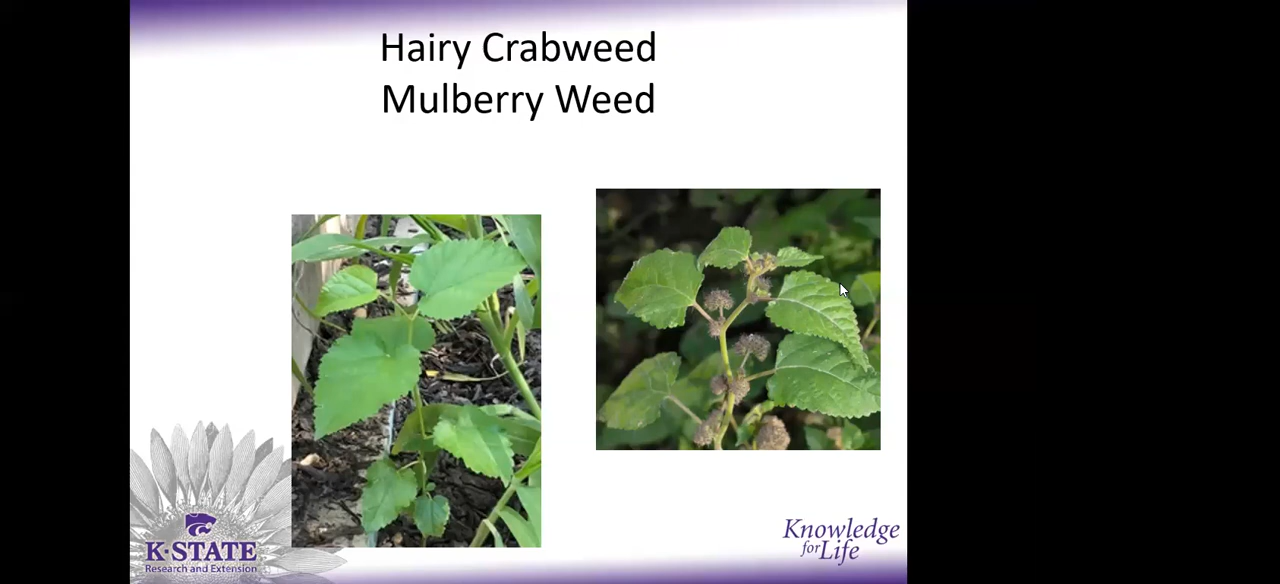 Hairy Crabweed
Mulberry Weed
K-STATE
Research and Extension
Knowledge
for Life